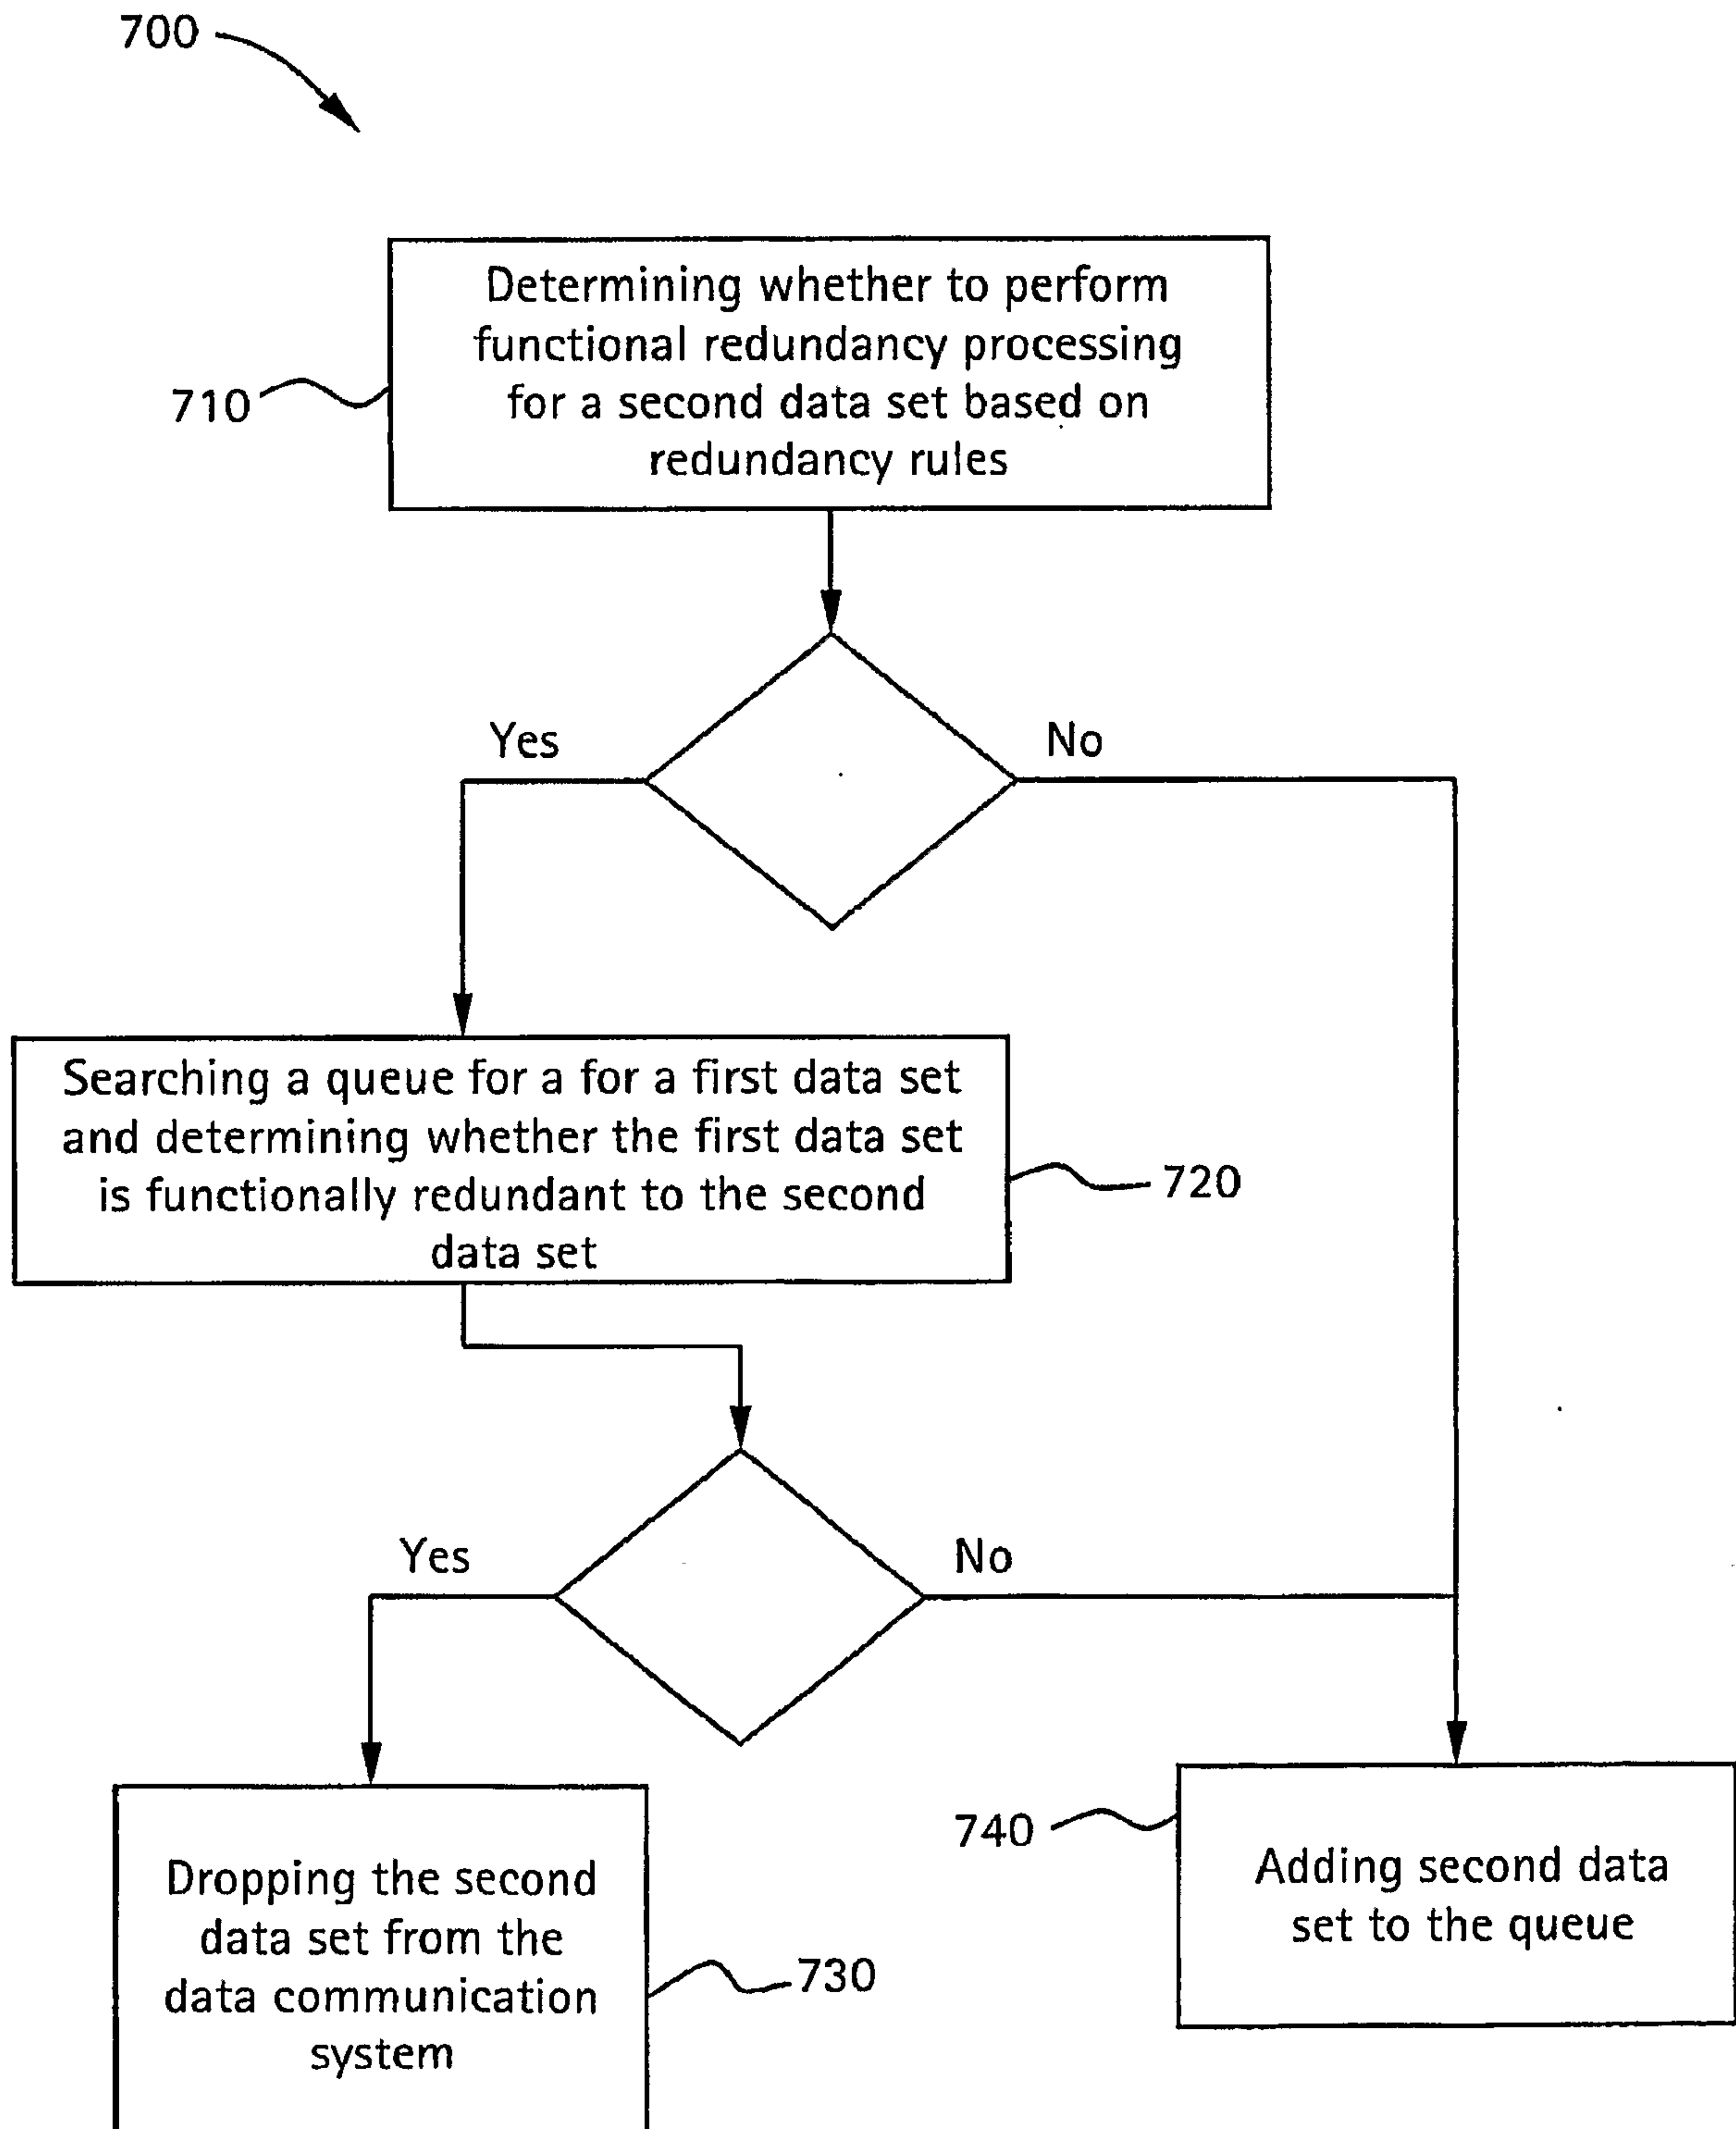 700
Determining whether to perform
functional redundancy processing
for a second data set based on
redundancy rules
710
Yes
No
Searching a queue for a for a first data set
and determining whether the first data set
is functionally redundant to the second
data set
720
Yes
No
Dropping the second
data set from the
data communication
system
730
740
Adding second data
set to the queue